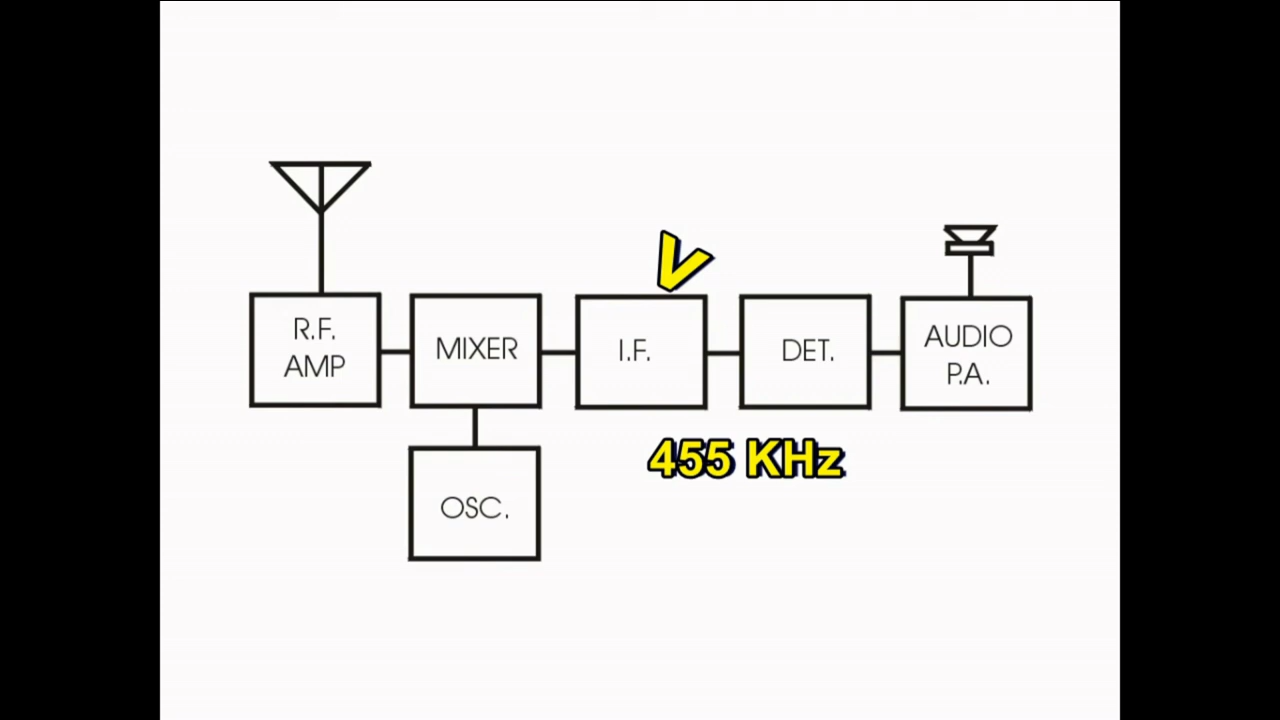 R.F.
AMP
MIXER
I.F.
DET.
AUDIO
P.A.
455 KHz
OSC.